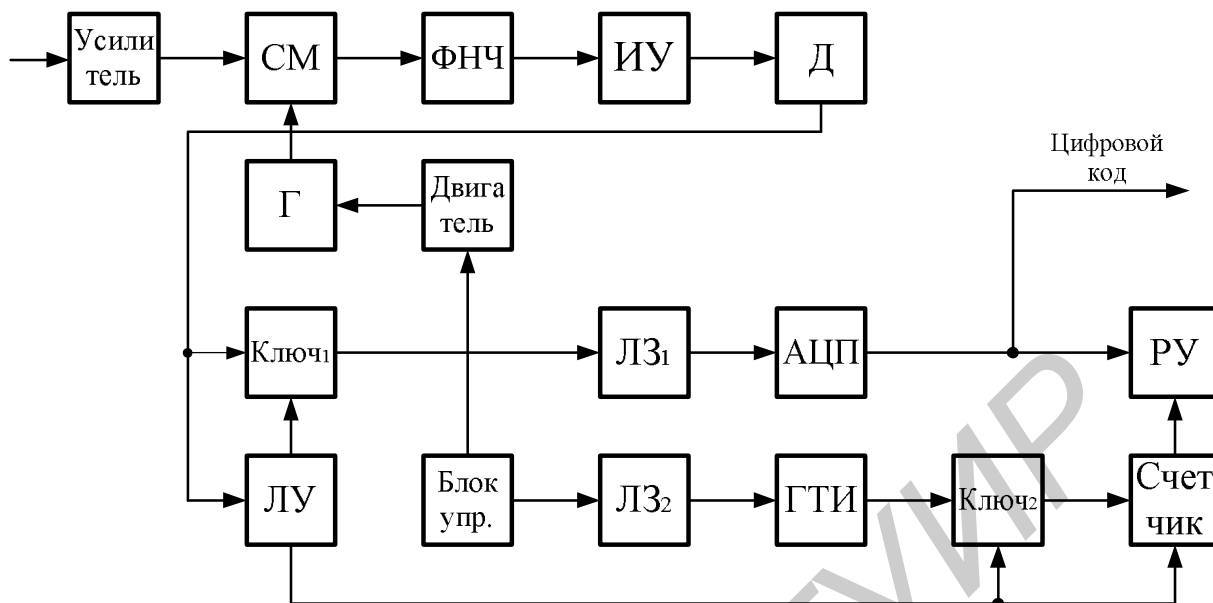 Усили
тель
СМ
ФНЧ
ИУ
Д
Цифровой
код
Г
Двига
тель
Ключ1
ЛЗ1
АЦП
РУ
ЛУ
Блок
упр.
ЛЗ2
ГТИ
Ключ2
Счет
чик